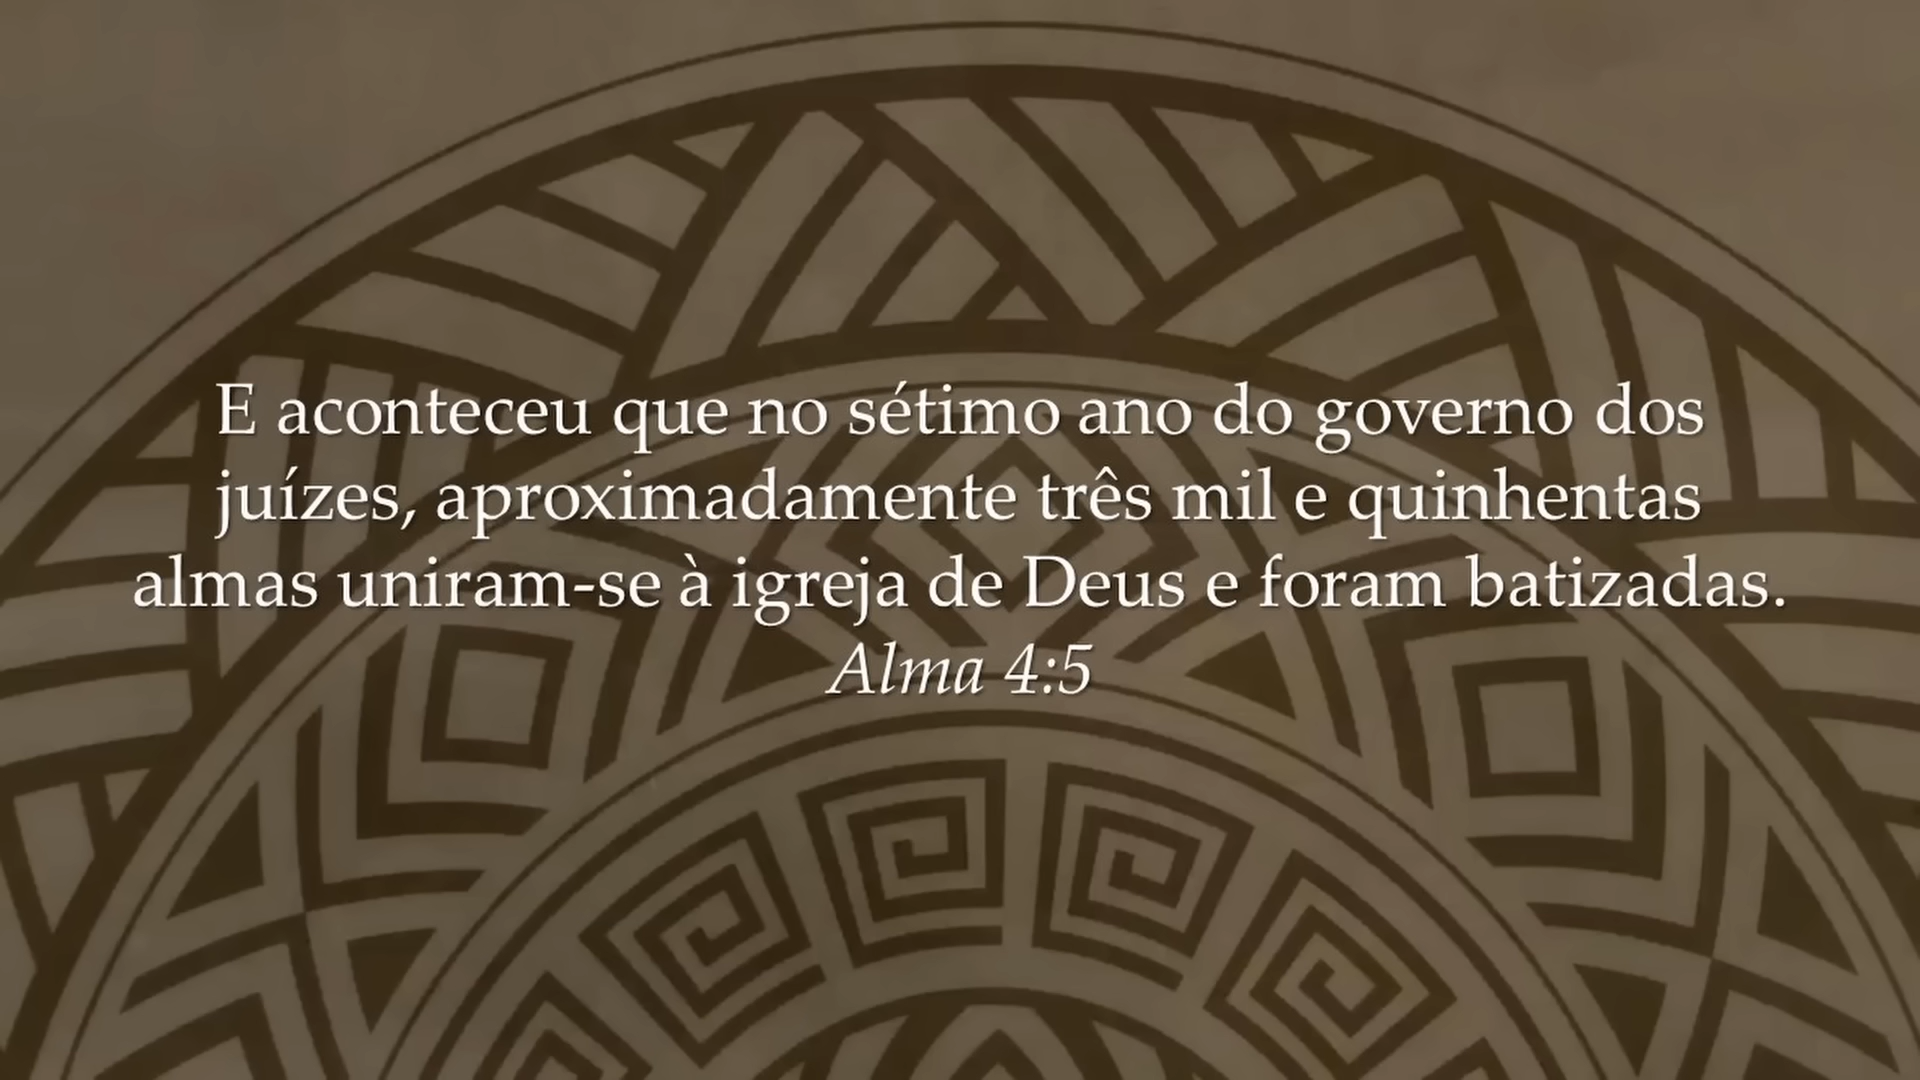 E aconteceu que no sétimo ano do governo dos
juízes, aproximadamente três mil e quinhentas
almas uniram-se à igreja de Deus e foram batizadas.
Alma 4:5